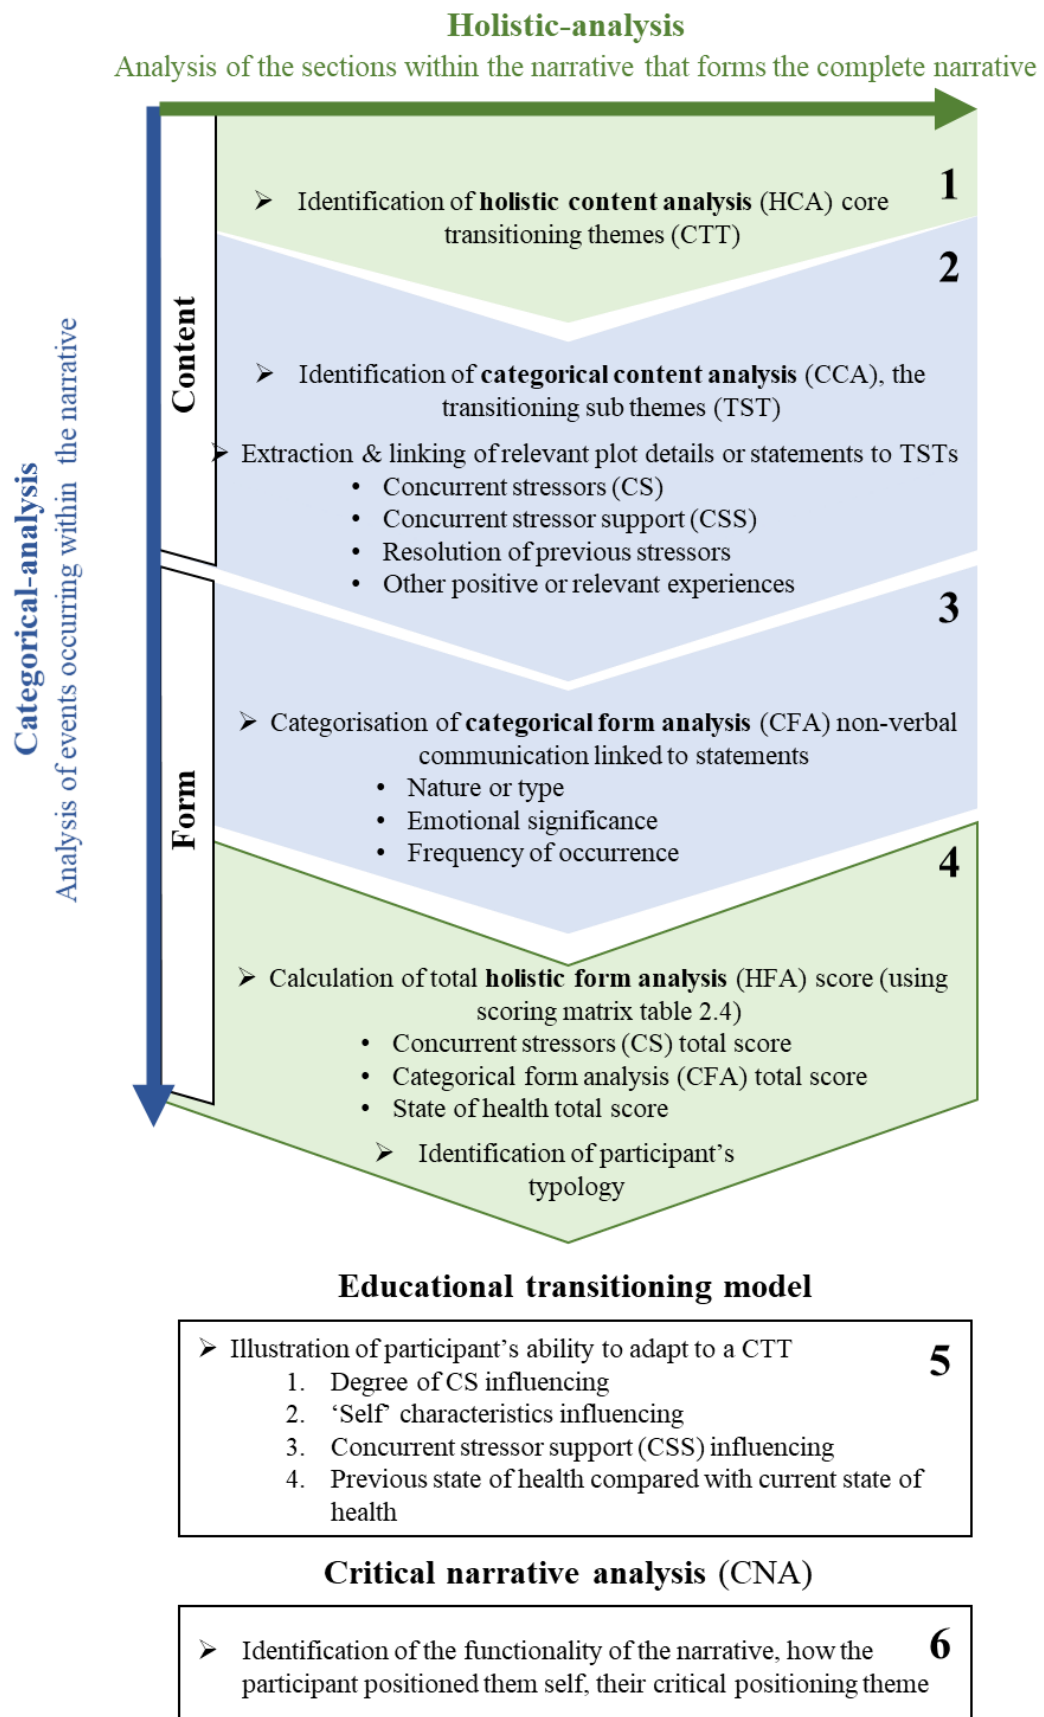 Holistic-analysis
Analysis of the sections within the narrative that forms the complete narrative
Categorical-analysis
Analysis of events occurring within the narrative
Content
1
➤ Identification of holistic content analysis (HCA) core
transitioning themes (CTT)
2
➤ Identification of categorical content analysis (CCA), the
transitioning sub themes (TST)
➤ Extraction & linking of relevant plot details or statements to TSTs
• Concurrent stressors (CS)
• Concurrent stressor support (CSS)
• Resolution of previous stressors
• Other positive or relevant experiences
Form
3
➤ Categorisation of categorical form analysis (CFA) non-verbal
communication linked to statements
• Nature or type
• Emotional significance
• Frequency of occurrence
4
➤ Calculation of total holistic form analysis (HFA) score (using
scoring matrix table 2.4)
• Concurrent stressors (CS) total score
• Categorical form analysis (CFA) total score
• State of health total score
➤ Identification of participant's
typology
Educational transitioning model
5
➤ Illustration of participant's ability to adapt to a CTT
1. Degree of CS influencing
2. 'Self' characteristics influencing
3. Concurrent stressor support (CSS) influencing
4. Previous state of health compared with current state of
health
Critical narrative analysis (CNA)
6
➤ Identification of the functionality of the narrative, how the
participant positioned them self, their critical positioning theme